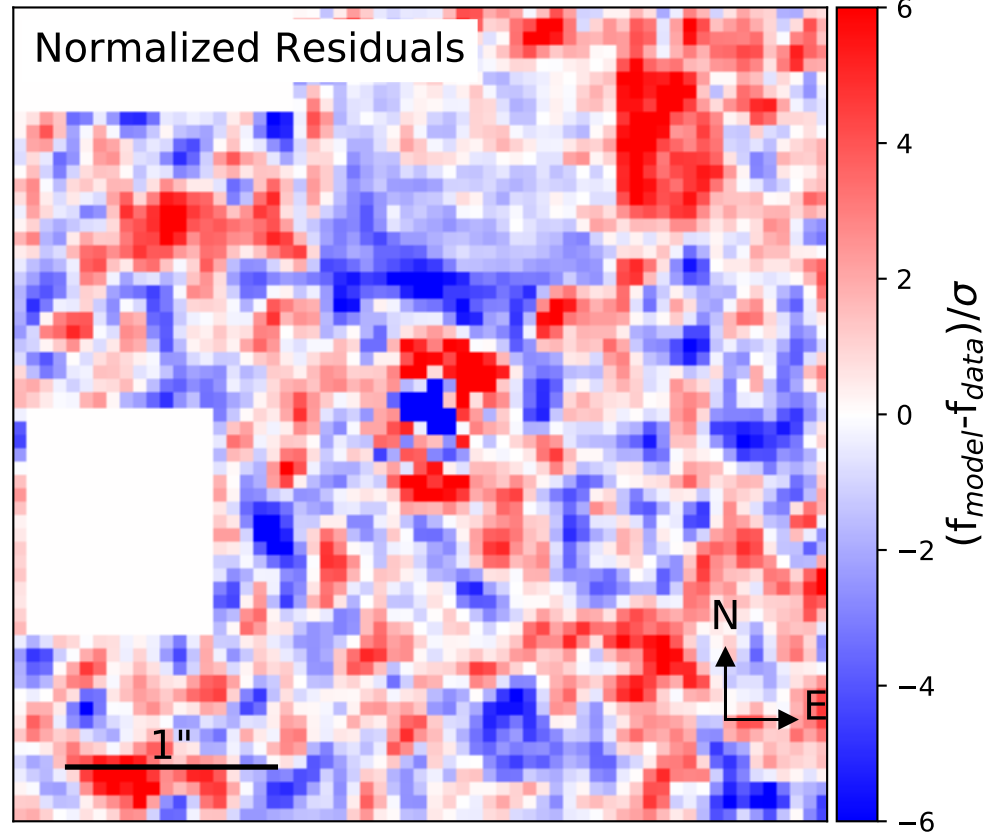 Normalized Residuals
6
4
2
0
−2
−4
−6
(f_model-f_data)/σ
N
E
1"